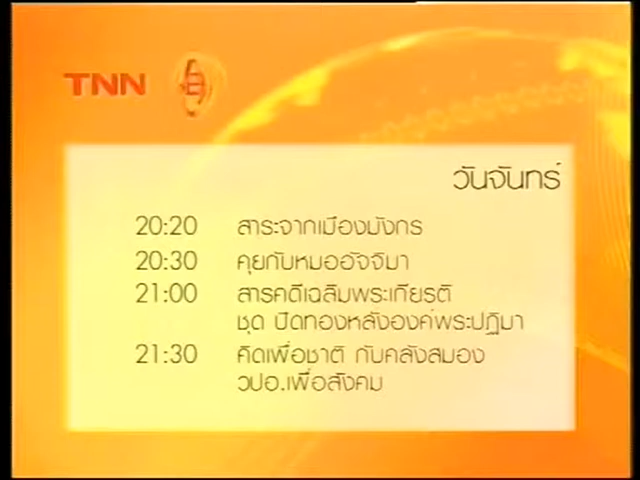 TNN
วันจันทร์
20:20 สาระจากเมืองมังกร
20:30 คุยกับหมออัจจิมา
21:00 สารคดีเฉลิมพระเกียรติ
ชุด ปิดทองหลังองค์พระปฏิมา
21:30 คิดเพื่อชาติ กับคลังสมอง
วปอ.เพื่อสังคม